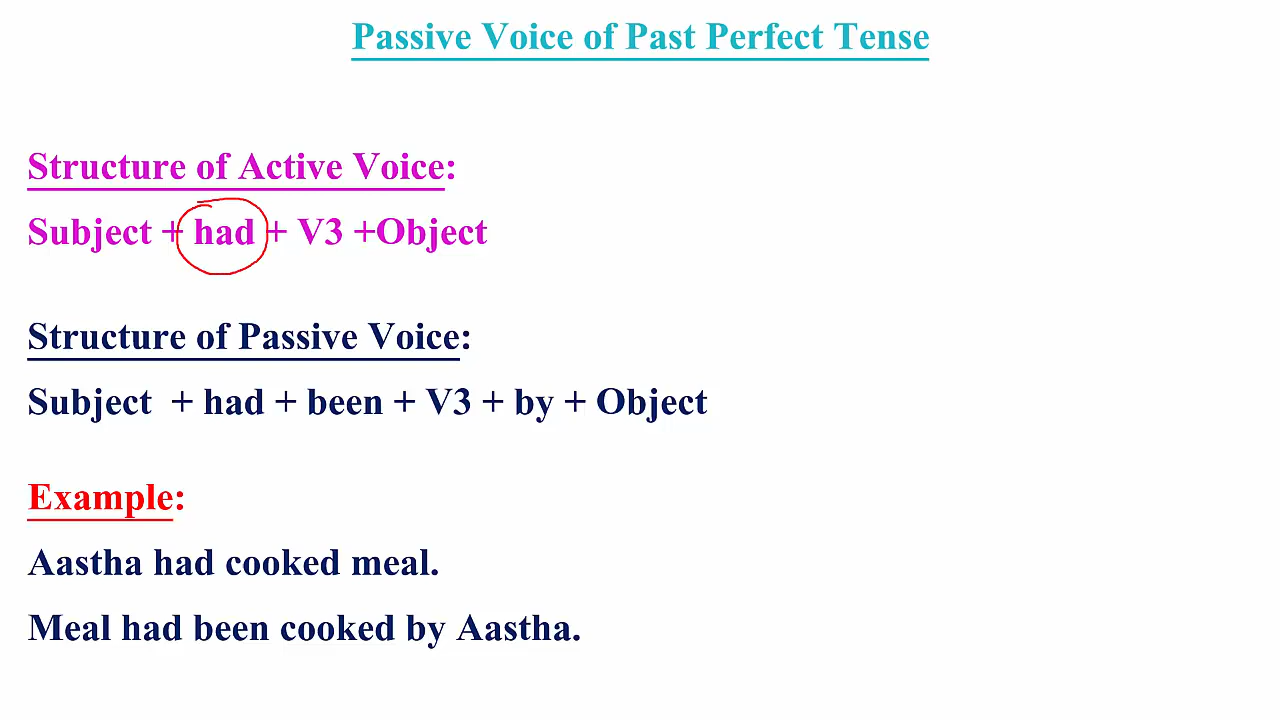 Passive Voice of Past Perfect Tense
Structure of Active Voice:
Subject + had + V3 +Object
Structure of Passive Voice:
Subject  + had + been + V3 + by + Object
Example:
Aastha had cooked meal.
Meal had been cooked by Aastha.